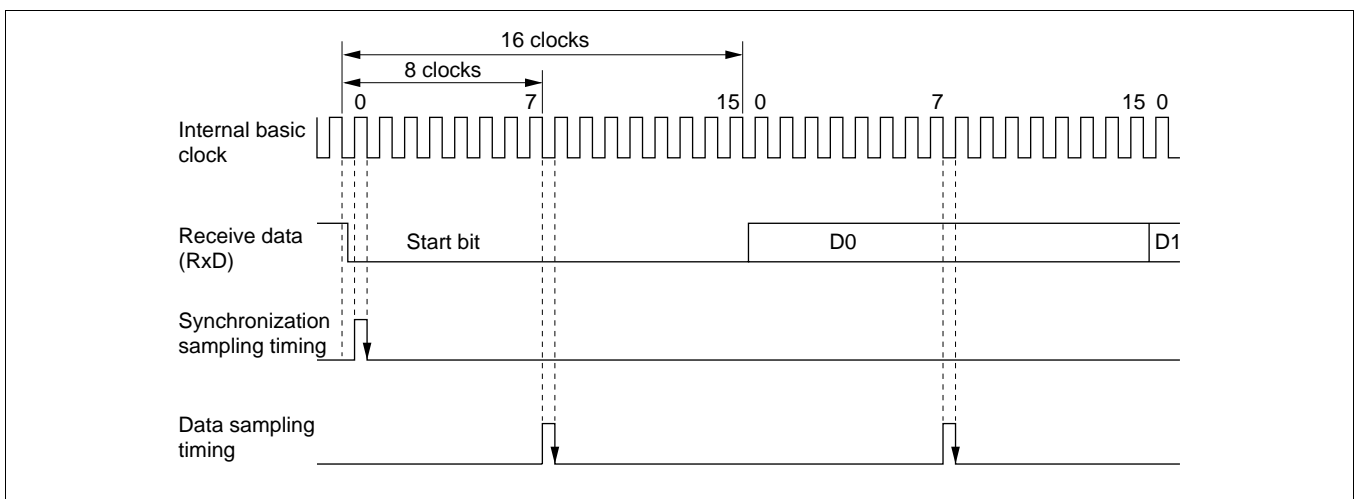 16 clocks
8 clocks
0 7 15 0 7 15 0
Internal basic
clock
Receive data
(RxD)
Start bit D0 D1
Synchronization
sampling timing
Data sampling
timing